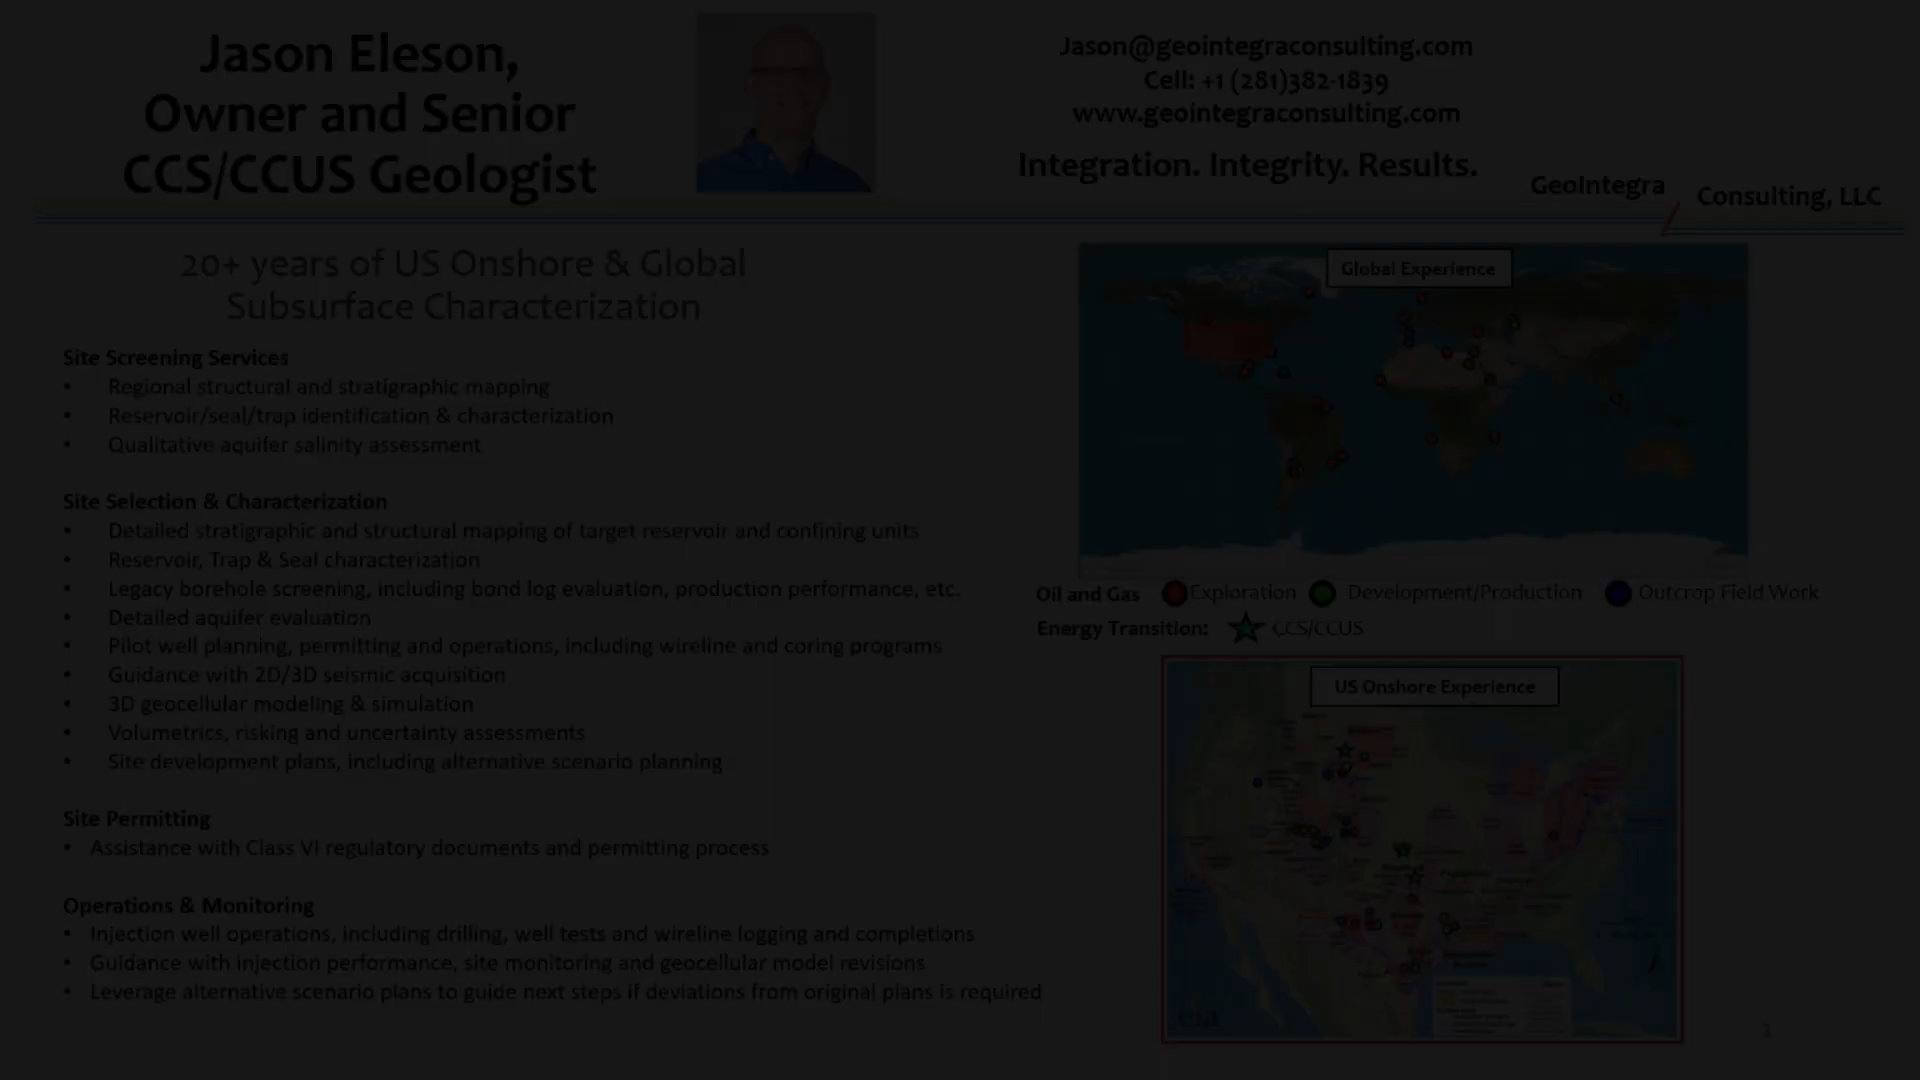 Jason Eleson,
Owner and Senior
CCS/CCUS Geologist
Jason@geointegraconsulting.com
Cell: +1 (281)382-1839
www.geointegraconsulting.com
Integration. Integrity. Results.
GeoIntegra
Consulting, LLC
20+ years of US Onshore & Global
Subsurface Characterization
Site Screening Services
• Regional structural and stratigraphic mapping
• Reservoir/seal/trap identification & characterization
• Qualitative aquifer salinity assessment
Site Selection & Characterization
• Detailed stratigraphic and structural mapping of target reservoir and confining units
• Reservoir, Trap & Seal characterization
• Legacy borehole screening, including bond log evaluation, production performance, etc.
• Detailed aquifer evaluation
• Pilot well planning, permitting and operations, including wireline and coring programs
• Guidance with 2D/3D seismic acquisition
• 3D geocellular modeling & simulation
• Volumetrics, risking and uncertainty assessments
• Site development plans, including alternative scenario planning
Site Permitting
• Assistance with Class VI regulatory documents and permitting process
Operations & Monitoring
• Injection well operations, including drilling, well tests and wireline logging and completions
• Guidance with injection performance, site monitoring and geocellular model revisions
• Leverage alternative scenario plans to guide next steps if deviations from original plans is required
Global Experience
Oil and Gas Exploration Development/Production Outcrop Field Work
Energy Transition: CCS/CCUS
US Onshore Experience
eia
1